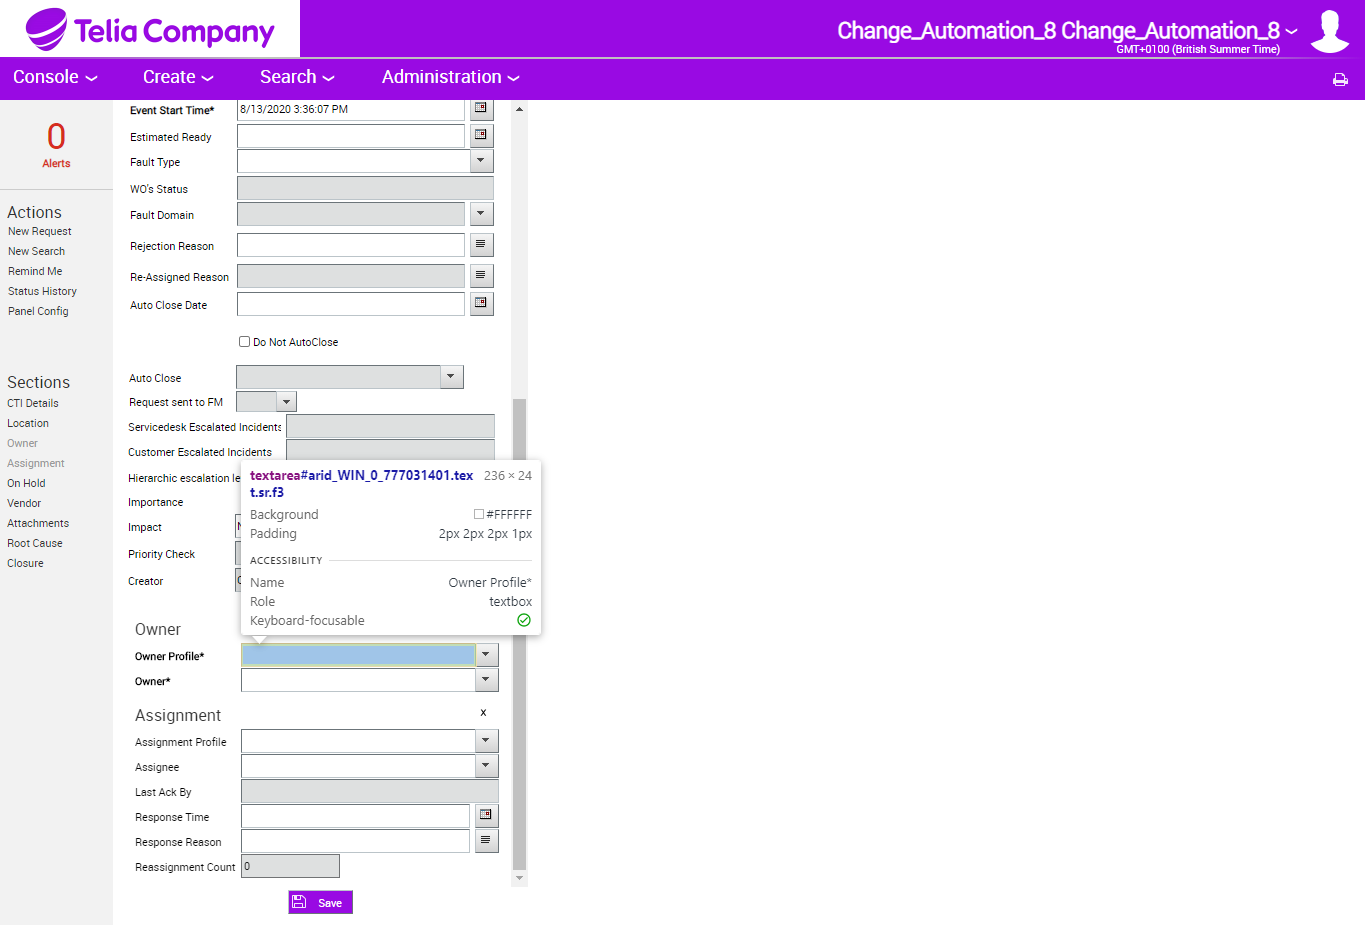 Telia Company
Change_Automation_8 Change_Automation_8
GMT+0100 (British Summer Time)
Console
Create
Search
Administration
0
Alerts
Actions
New Request
New Search
Remind Me
Status History
Panel Config
Sections
CTI Details
Location
Owner
Assignment
On Hold
Vendor
Attachments
Root Cause
Closure
Event Start Time* 8/13/2020 3:36:07 PM
Estimated Ready
Fault Type
WO's Status
Fault Domain
Rejection Reason
Re-Assigned Reason
Auto Close Date
Do Not AutoClose
Auto Close
Request sent to FM
Servicedesk Escalated Incidents
Customer Escalated Incidents
Hierarchic escalation le
Importance
Impact
Priority Check
Creator
textarea#arid_WIN_0_777031401.tex 236 × 24
t.sr.f3
Background #FFFFFF
Padding 2px 2px 2px 1px
ACCESSIBILITY
Name Owner Profile*
Role textbox
Keyboard-focusable
Owner
Owner Profile*
Owner*
Assignment x
Assignment Profile
Assignee
Last Ack By
Response Time
Response Reason
Reassignment Count 0
Save